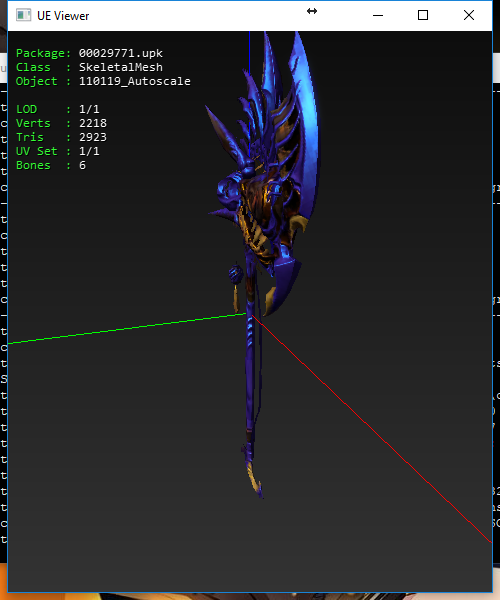 UE Viewer
Package: 00029771.upk
Class : SkeletalMesh
Object : 110119_Autoscale
LOD : 1/1
Verts : 2218
Tris : 2923
UV Set : 1/1
Bones : 6